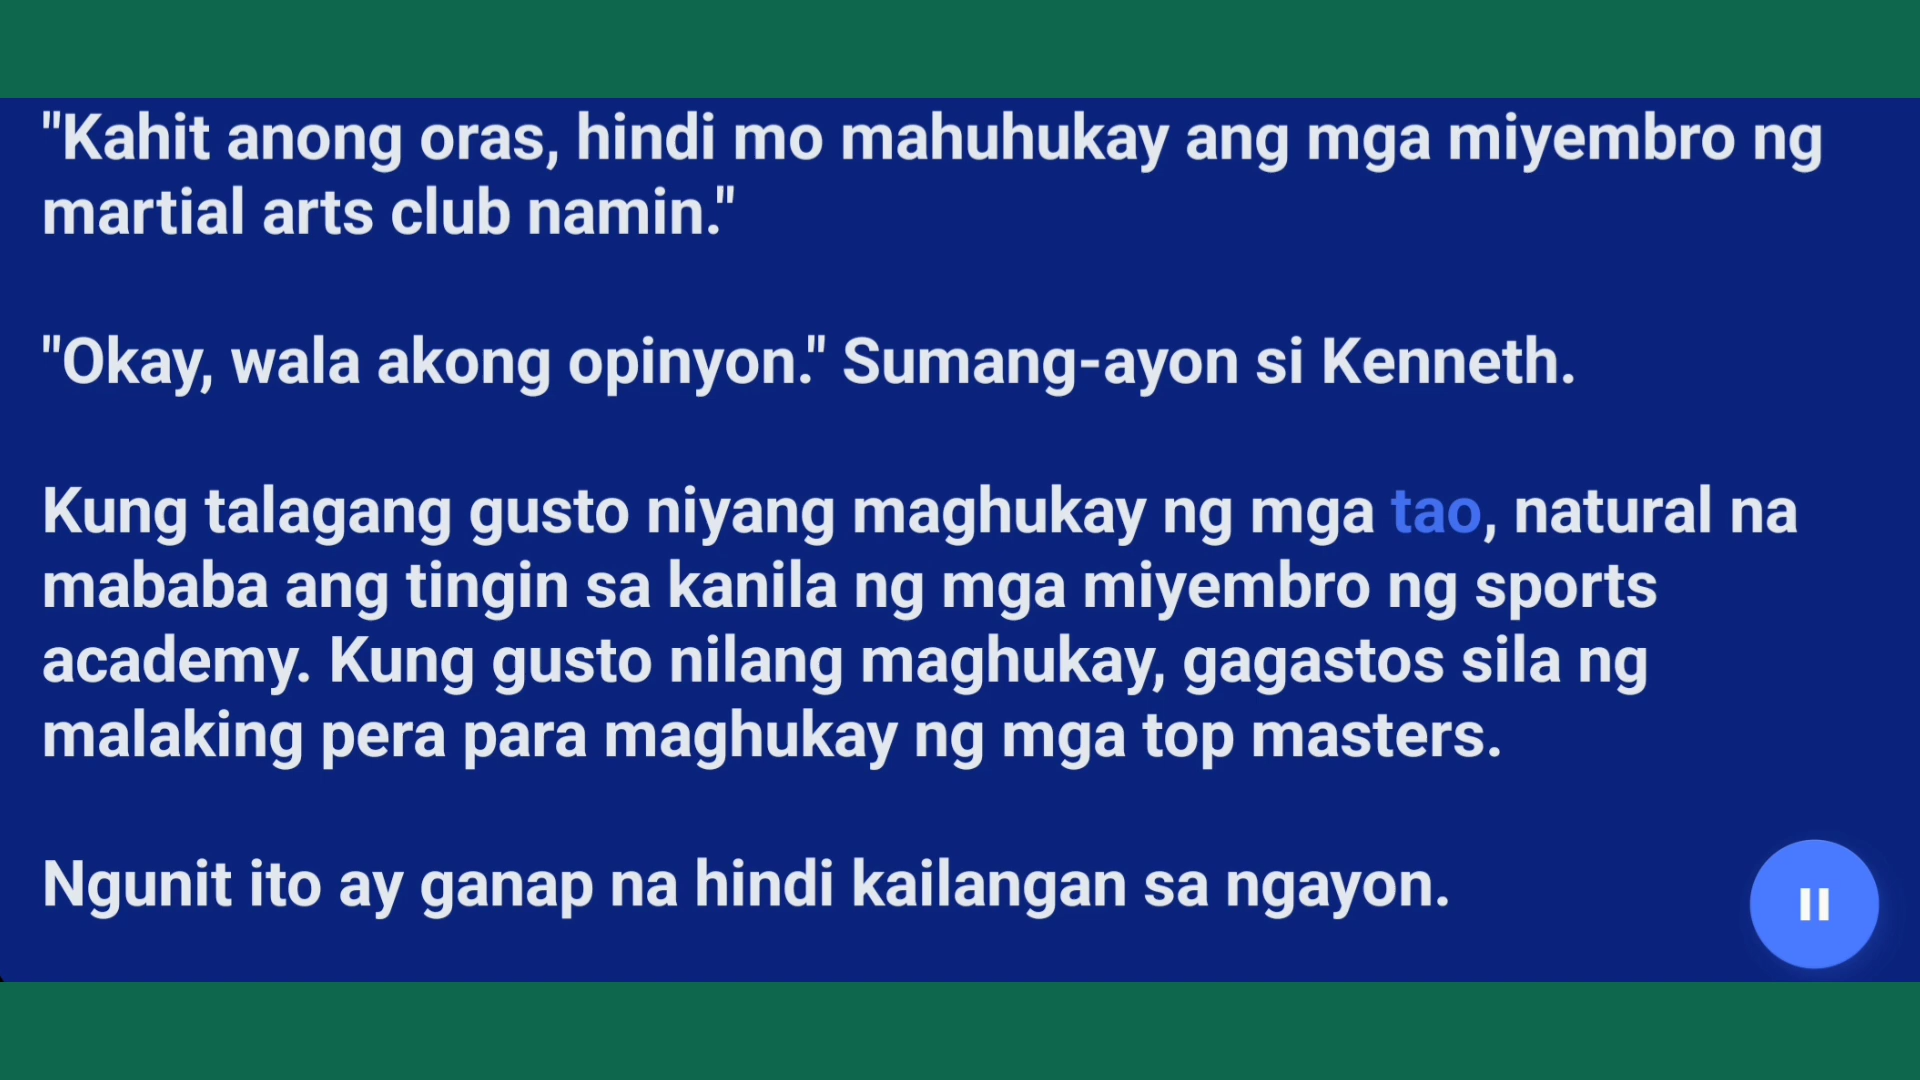 "Kahit anong oras, hindi mo mahuhukay ang mga miyembro ng
martial arts club namin."
"Okay, wala akong opinyon." Sumang-ayon si Kenneth.
Kung talagang gusto niyang maghukay ng mga tao, natural na
mababa ang tingin sa kanila ng mga miyembro ng sports
academy. Kung gusto nilang maghukay, gagastos sila ng
malaking pera para maghukay ng mga top masters.
Ngunit ito ay ganap na hindi kailangan sa ngayon.